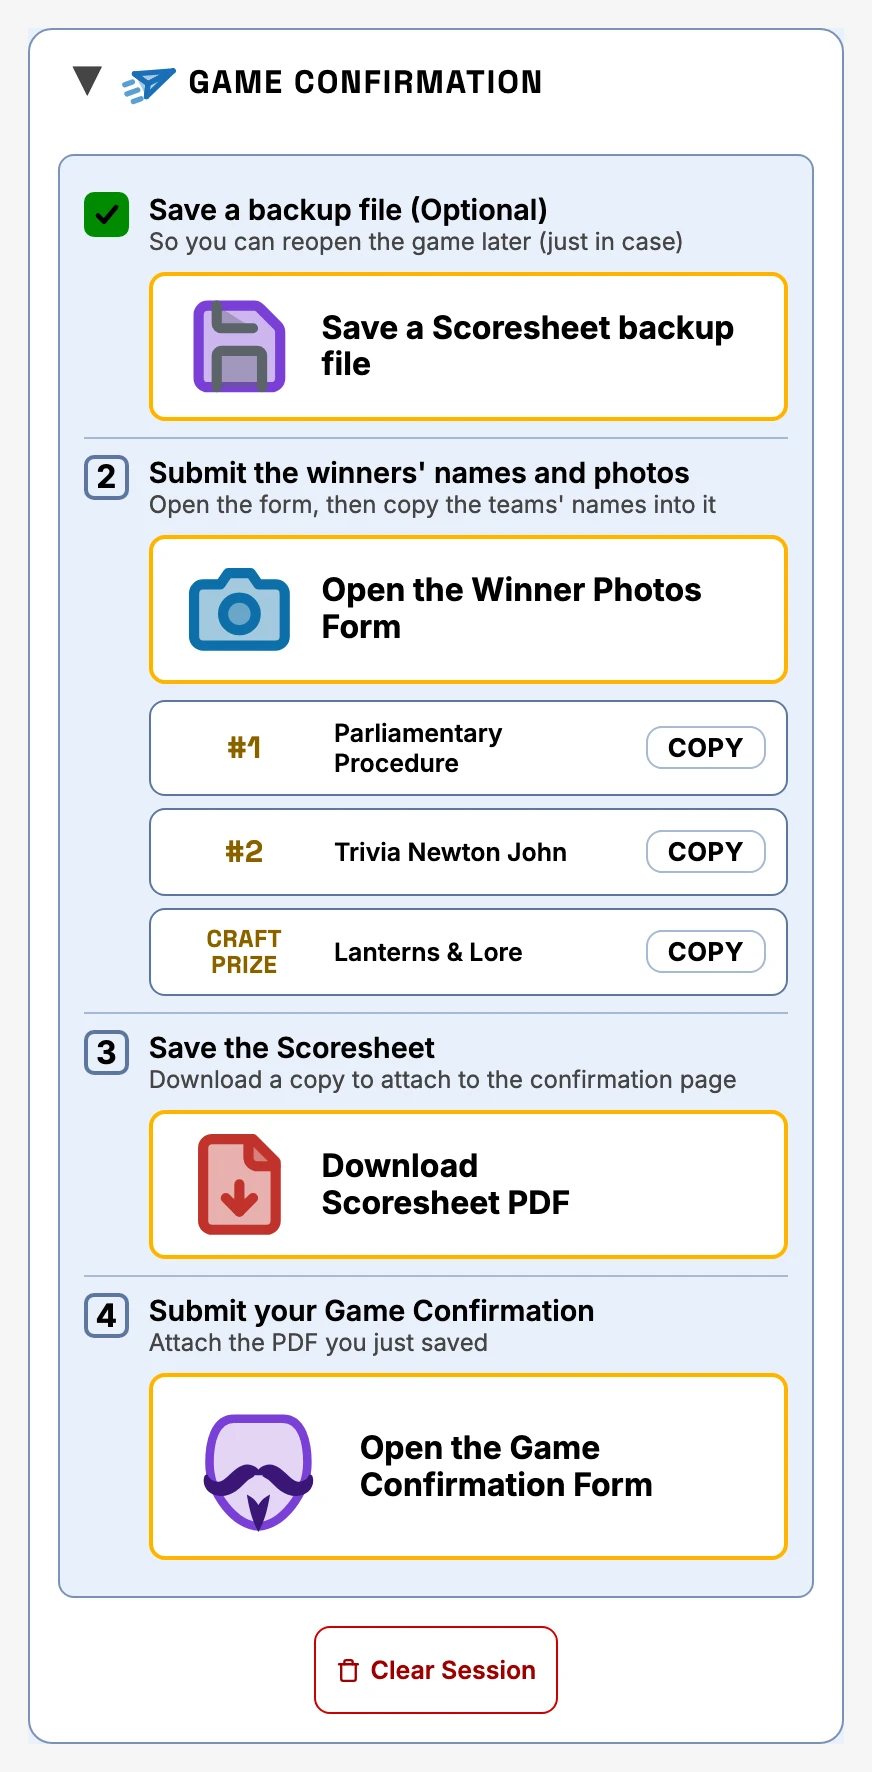 GAME CONFIRMATION
Save a backup file (Optional)
So you can reopen the game later (just in case)
Save a Scoresheet backup
file
2
Submit the winners' names and photos
Open the form, then copy the teams' names into it
Open the Winner Photos
Form
#1
Parliamentary
Procedure
COPY
#2
Trivia Newton John
COPY
CRAFT
PRIZE
Lanterns & Lore
COPY
3
Save the Scoresheet
Download a copy to attach to the confirmation page
Download
Scoresheet PDF
4
Submit your Game Confirmation
Attach the PDF you just saved
Open the Game
Confirmation Form
Clear Session